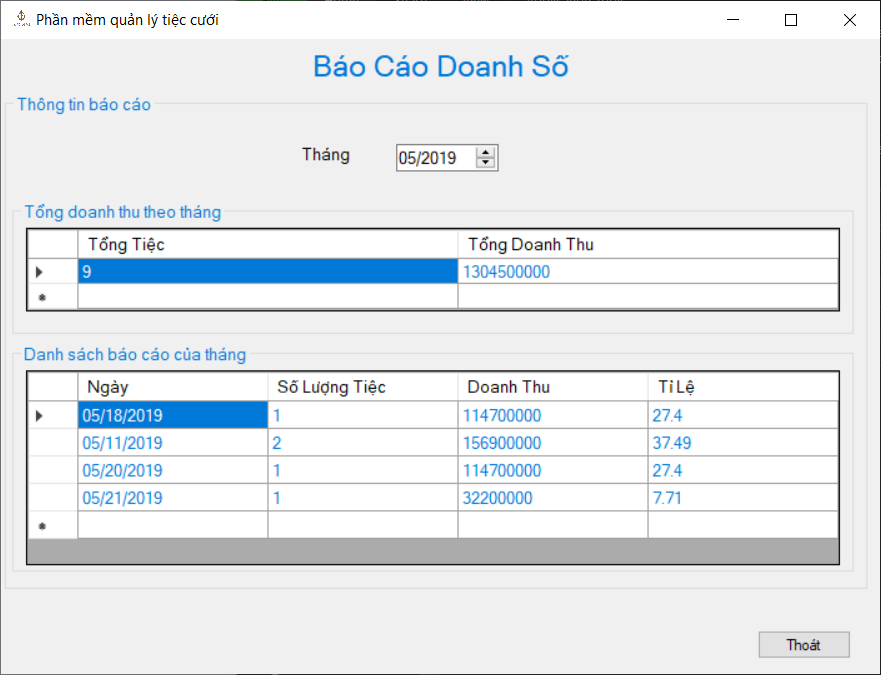 Phần mềm quản lý tiệc cưới
Báo Cáo Doanh Số
Thông tin báo cáo
Tháng 05/2019
Tổng doanh thu theo tháng
Tổng Tiệc Tổng Doanh Thu
9 1304500000
Danh sách báo cáo của tháng
Ngày Số Lượng Tiệc Doanh Thu Tỉ Lệ
05/18/2019 1 114700000 27.4
05/11/2019 2 156900000 37.49
05/20/2019 1 114700000 27.4
05/21/2019 1 32200000 7.71
Thoát